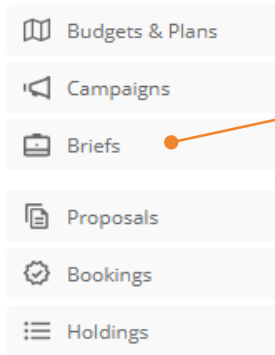 Budgets & Plans
Campaigns
Briefs
Proposals
Bookings
Holdings